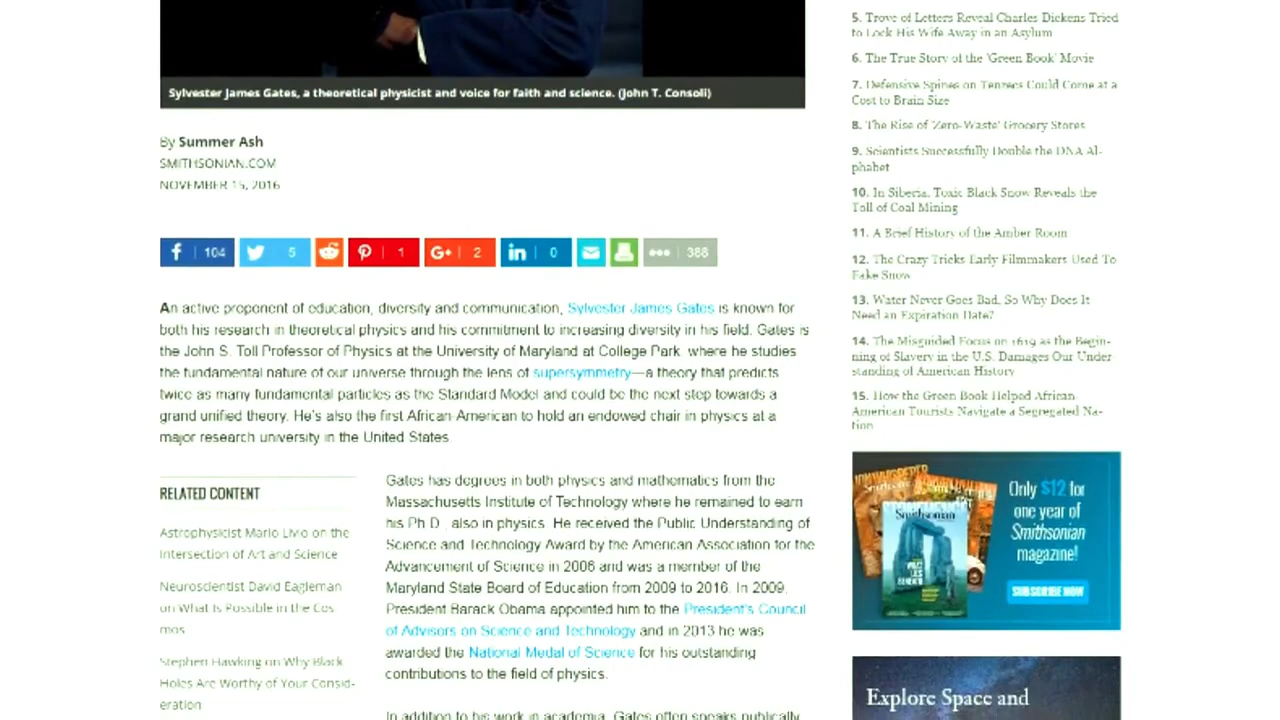 Sylvester James Gates, a theoretical physicist and voice for faith and science. (John T. Consoli)
By Summer Ash
SMITHSONIAN.COM
NOVEMBER 15, 2016
104
5
1
G+ 2
in 0
388
An active proponent of education, diversity and communication, Sylvester James Gates is known for
both his research in theoretical physics and his commitment to increasing diversity in his field. Gates is
the John S. Toll Professor of Physics at the University of Maryland at College Park, where he studies
the fundamental nature of our universe through the lens of supersymmetry—a theory that predicts
twice as many fundamental particles as the Standard Model and could be the next step towards a
grand unified theory. He's also the first African-American to hold an endowed chair in physics at a
major research university in the United States.
RELATED CONTENT
Astrophysicist Mario Livio on the
Intersection of Art and Science
Neuroscientist David Eagleman
on What Is Possible in the Cos
mos
Stephen Hawking on Why Black
Holes Are Worthy of Your Consid-
eration
Gates has degrees in both physics and mathematics from the
Massachusetts Institute of Technology where he remained to earn
his Ph.D., also in physics. He received the Public Understanding of
Science and Technology Award by the American Association for the
Advancement of Science in 2006 and was a member of the
Maryland State Board of Education from 2009 to 2016. In 2009,
President Barack Obama appointed him to the President's Council
of Advisors on Science and Technology and in 2013 he was
awarded the National Medal of Science for his outstanding
contributions to the field of physics.
In addition to his work in academia, Gates often speaks publically
5. Trove of Letters Reveal Charles Dickens Tried
to Lock His Wife Away in an Asylum
6. The True Story of the 'Green Book' Movie
7. Defensive Spines on Tenrecs Could Come at a
Cost to Brain Size
8. The Rise of 'Zero-Waste' Grocery Stores
9. Scientists Successfully Double the DNA Al-
phabet
10. In Siberia, Toxic Black Snow Reveals the
Toll of Coal Mining
11. A Brief History of the Amber Room
12. The Crazy Tricks Early Filmmakers Used To
Fake Snow
13. Water Never Goes Bad, So Why Does It
Need an Expiration Date?
14. The Misguided Focus on 1619 as the Begin-
ning of Slavery in the U.S. Damages Our Under
standing of American History
15. How the Green Book Helped African-
American Tourists Navigate a Segregated Na-
tion
Smithsonian
Only $12 for
one year of
Smithsonian
magazine!
SUBSCRIBE NOW
Explore Space and